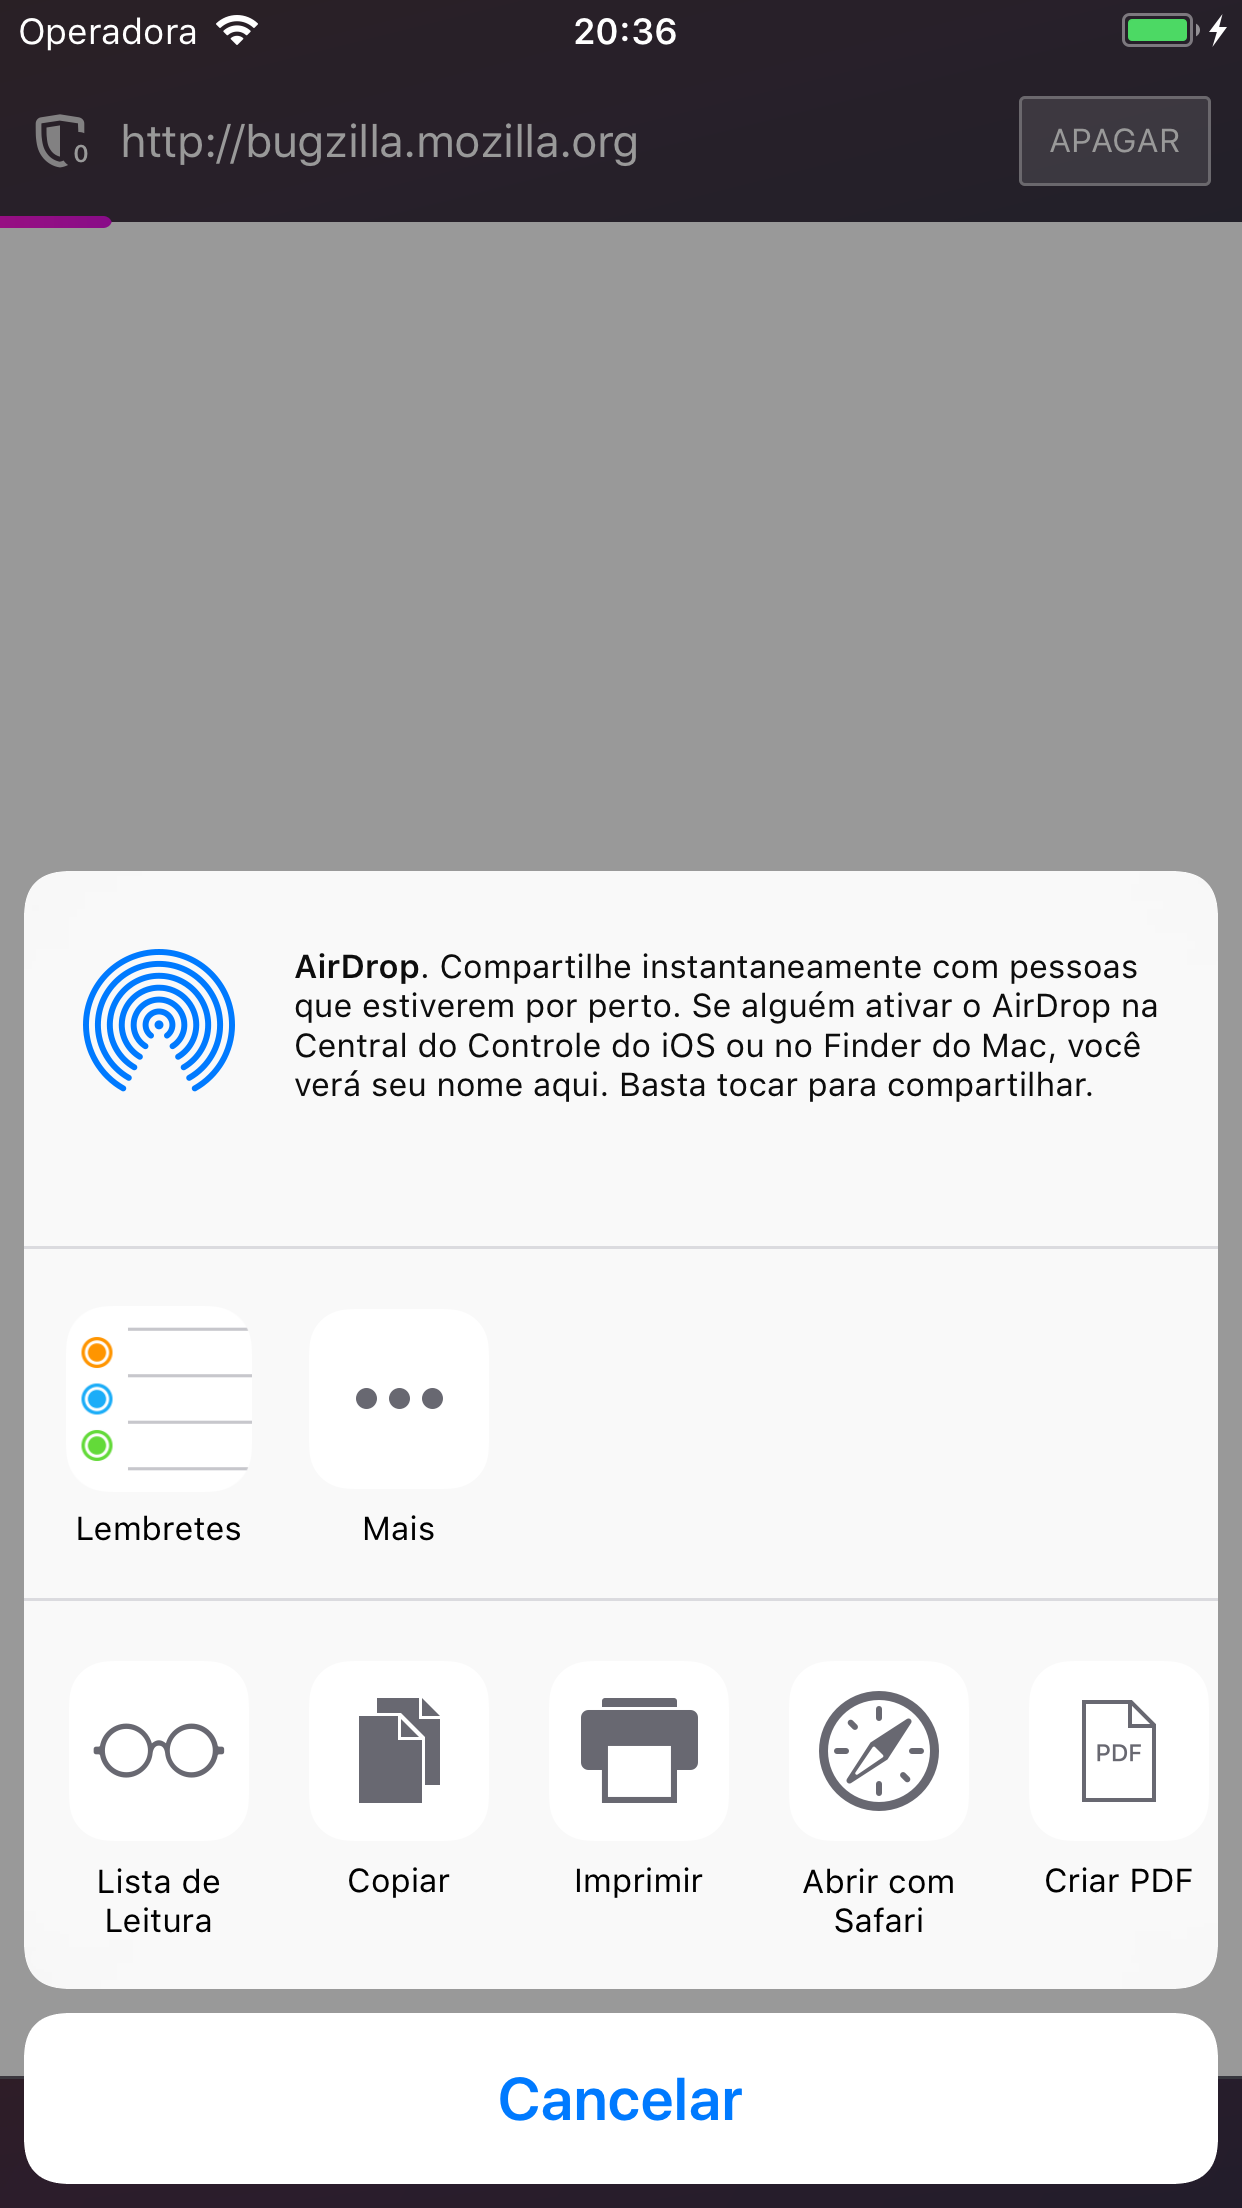 Operadora
20:36
0
http://bugzilla.mozilla.org
APAGAR
AirDrop. Compartilhe instantaneamente com pessoas
que estiverem por perto. Se alguém ativar o AirDrop na
Central do Controle do iOS ou no Finder do Mac, você
verá seu nome aqui. Basta tocar para compartilhar.
Lembretes
Mais
PDF
Lista de
Leitura
Copiar
Imprimir
Abrir com
Safari
Criar PDF
Cancelar